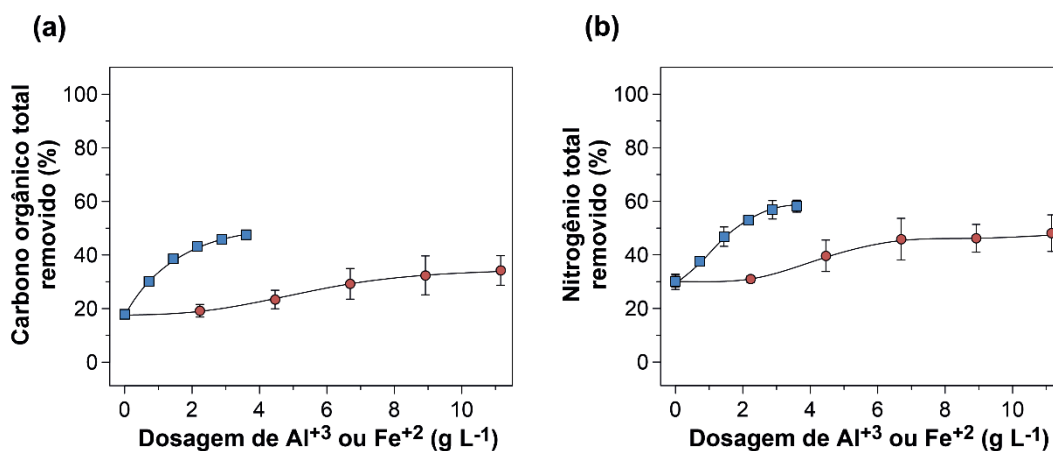 (a)
Carbono orgânico total
removido (%)
100
80
60
40
20
0
0 2 4 6 8 10
Dosagem de Al⁺³ ou Fe⁺² (g L⁻¹)
(b)
Nitrogênio total
removido (%)
100
80
60
40
20
0
0 2 4 6 8 10
Dosagem de Al⁺³ ou Fe⁺² (g L⁻¹)